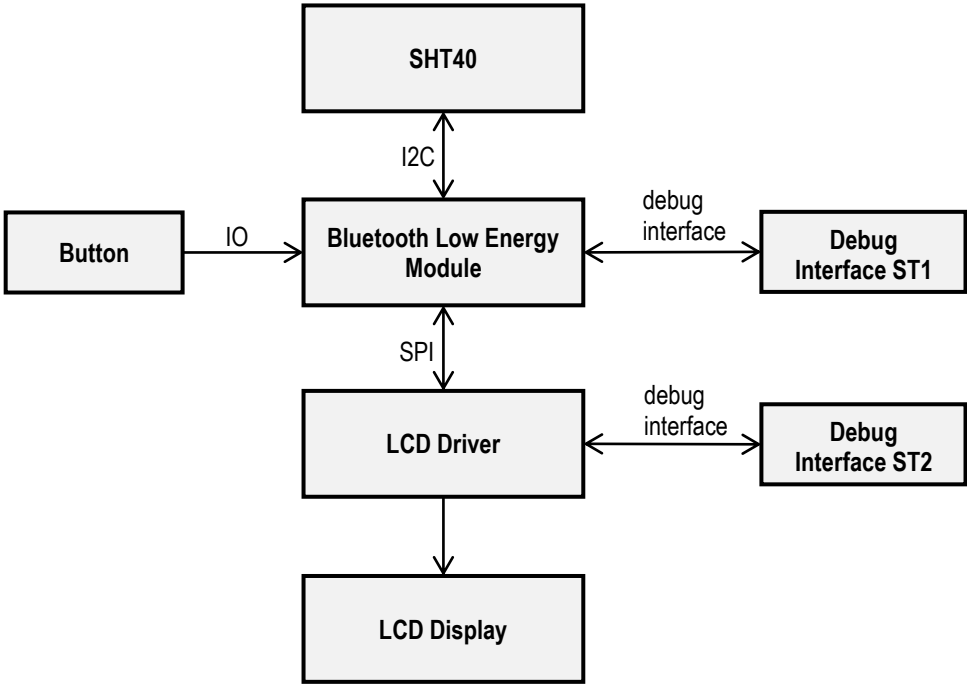 SHT40
I2C
Button
IO
Bluetooth Low Energy
Module
debug
interface
Debug
Interface ST1
SPI
LCD Driver
debug
interface
Debug
Interface ST2
LCD Display